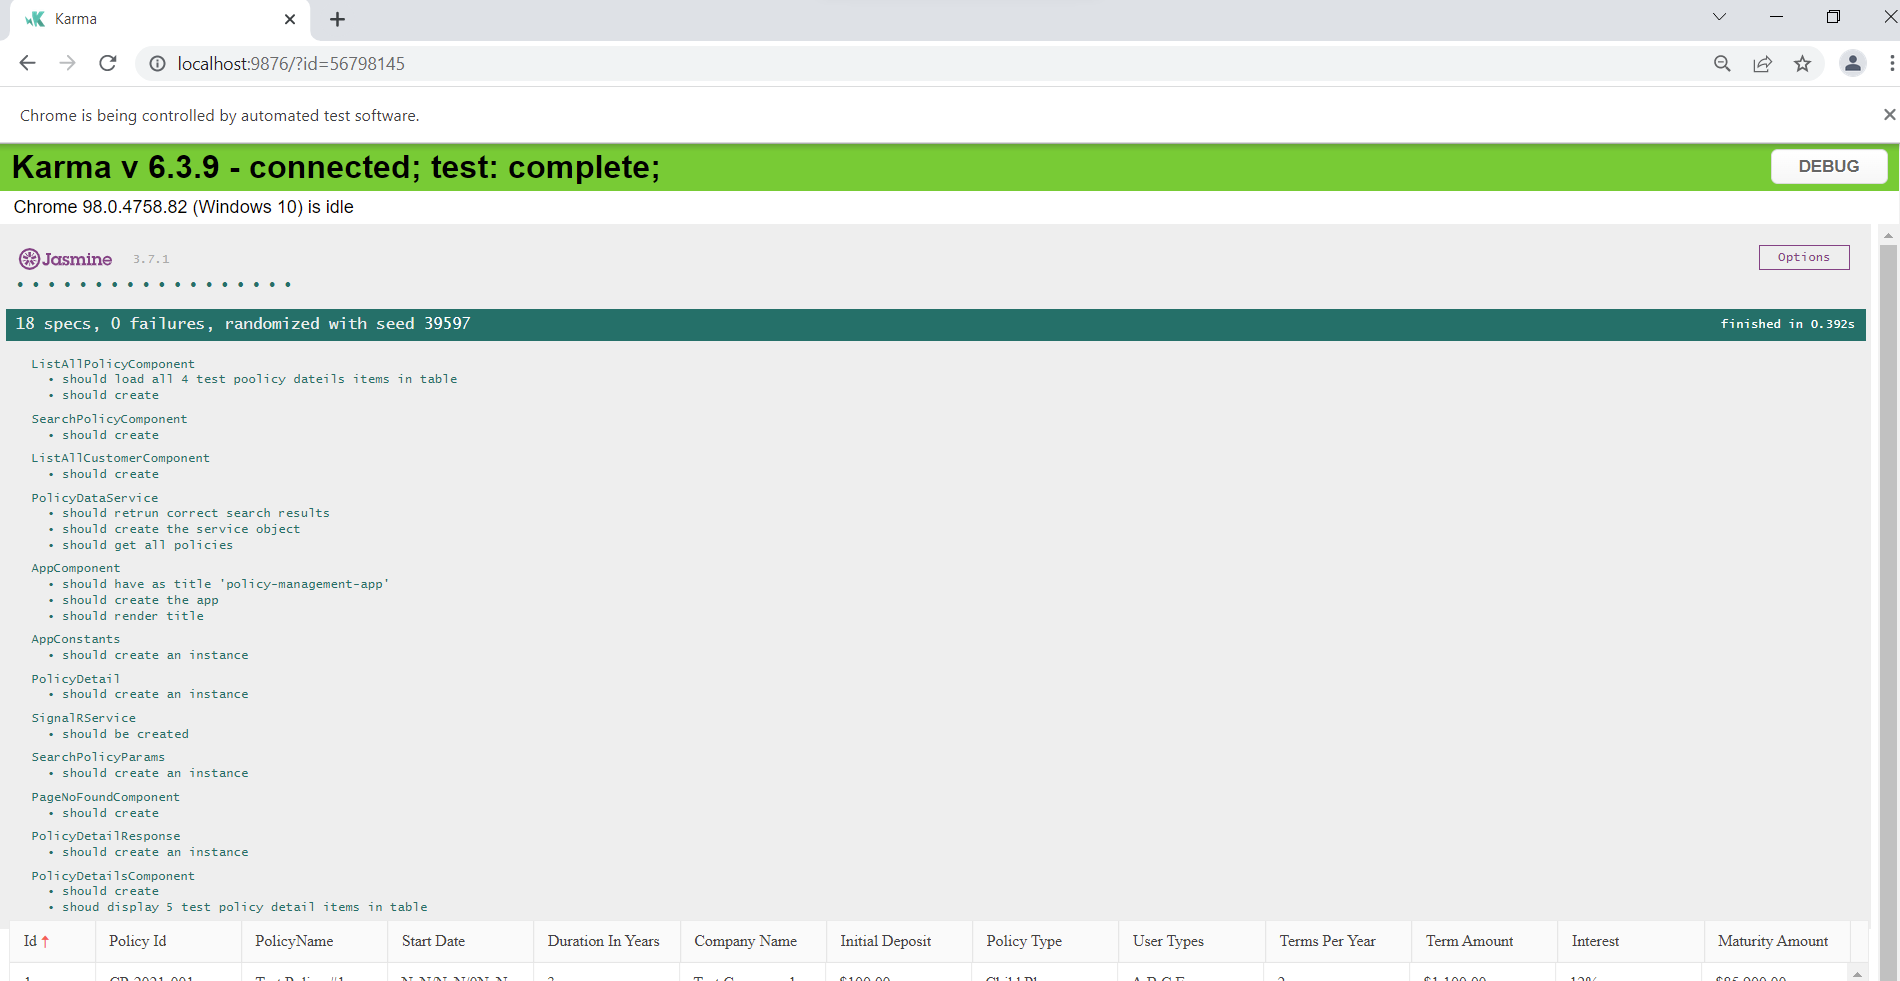 Karma
localhost:9876/?id=56798145
Chrome is being controlled by automated test software.
Karma v 6.3.9 - connected; test: complete;
DEBUG
Chrome 98.0.4758.82 (Windows 10) is idle
Jasmine 3.7.1
Options
18 specs, 0 failures, randomized with seed 39597
finished in 0.392s
ListAllPolicyComponent
• should load all 4 test poolicy dateils items in table
• should create
SearchPolicyComponent
• should create
ListAllCustomerComponent
• should create
PolicyDataService
• should retrun correct search results
• should create the service object
• should get all policies
AppComponent
• should have as title 'policy-management-app'
• should create the app
• should render title
AppConstants
• should create an instance
PolicyDetail
• should create an instance
SignalRService
• should be created
SearchPolicyParams
• should create an instance
PageNoFoundComponent
• should create
PolicyDetailResponse
• should create an instance
PolicyDetailsComponent
• should create
• shoud display 5 test policy detail items in table
Id ↑ Policy Id PolicyName Start Date Duration In Years Company Name Initial Deposit Policy Type User Types Terms Per Year Term Amount Interest Maturity Amount